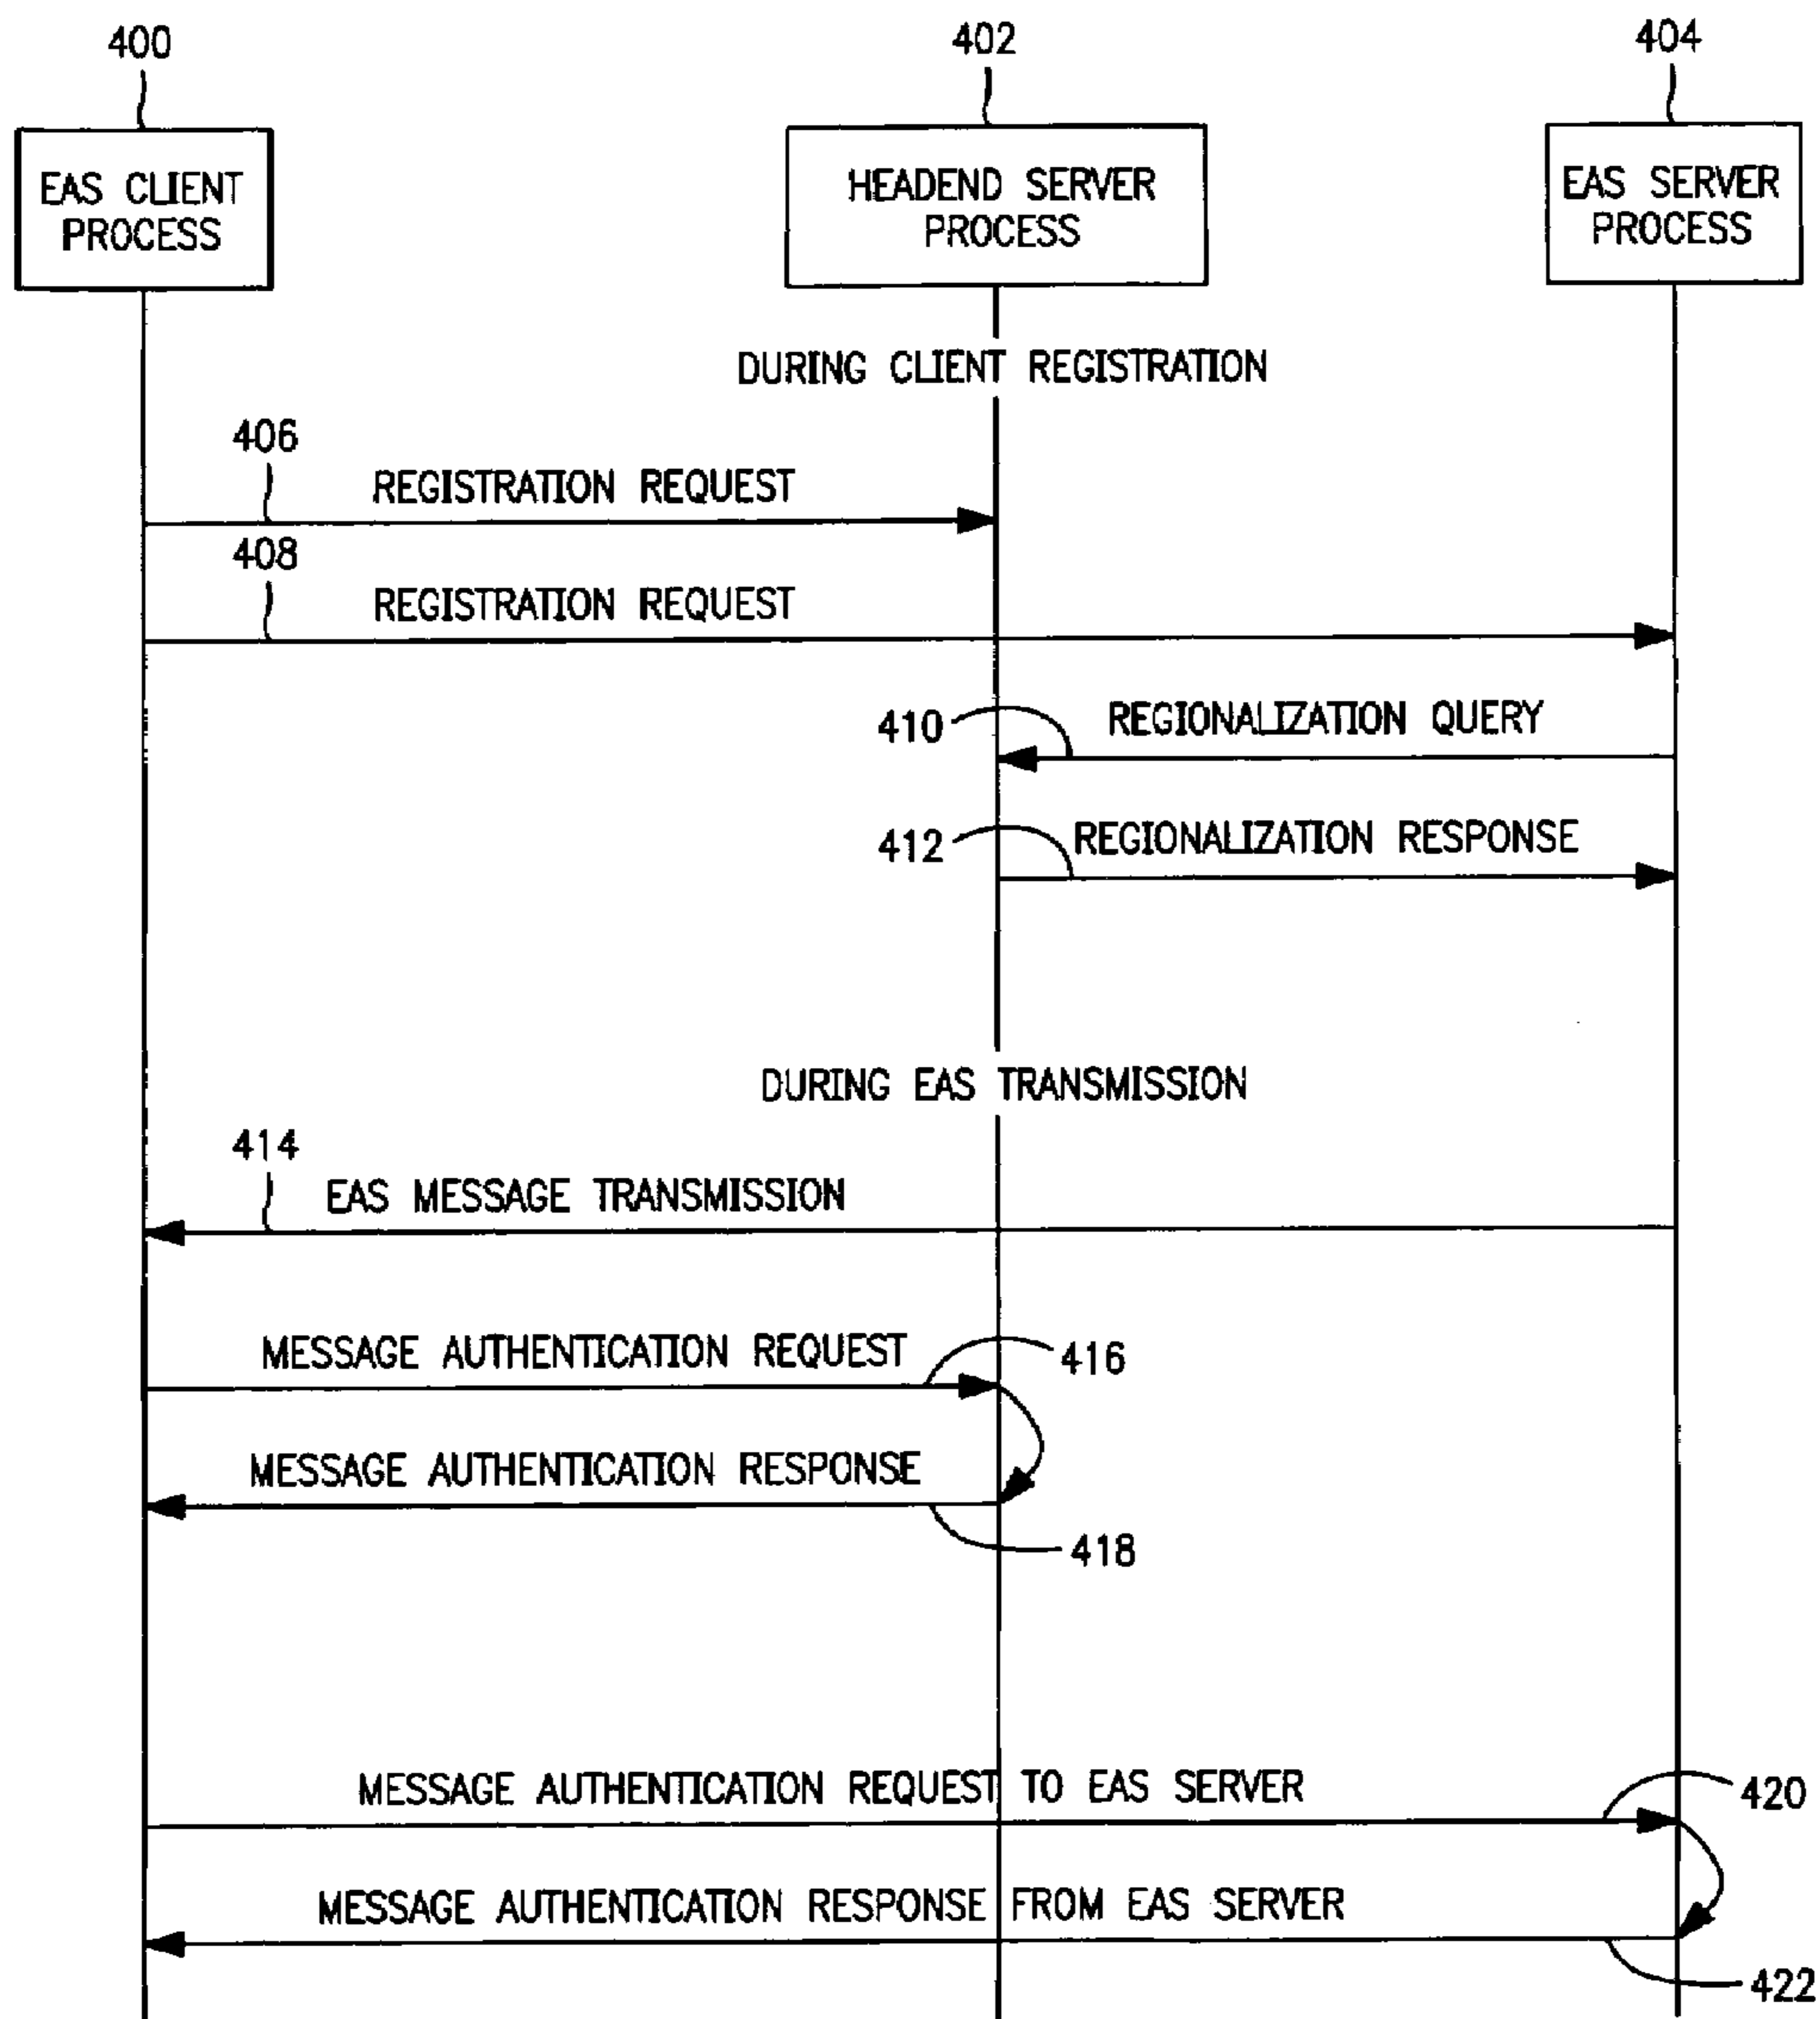 400
402
404
EAS CLIENT
PROCESS
HEADEND SERVER
PROCESS
EAS SERVER
PROCESS
DURING CLIENT REGISTRATION
406
REGISTRATION REQUEST
408
REGISTRATION REQUEST
410
REGIONALIZATION QUERY
412
REGIONALIZATION RESPONSE
DURING EAS TRANSMISSION
414
EAS MESSAGE TRANSMISSION
MESSAGE AUTHENTICATION REQUEST
416
MESSAGE AUTHENTICATION RESPONSE
418
MESSAGE AUTHENTICATION REQUEST TO EAS SERVER
420
MESSAGE AUTHENTICATION RESPONSE FROM EAS SERVER
422